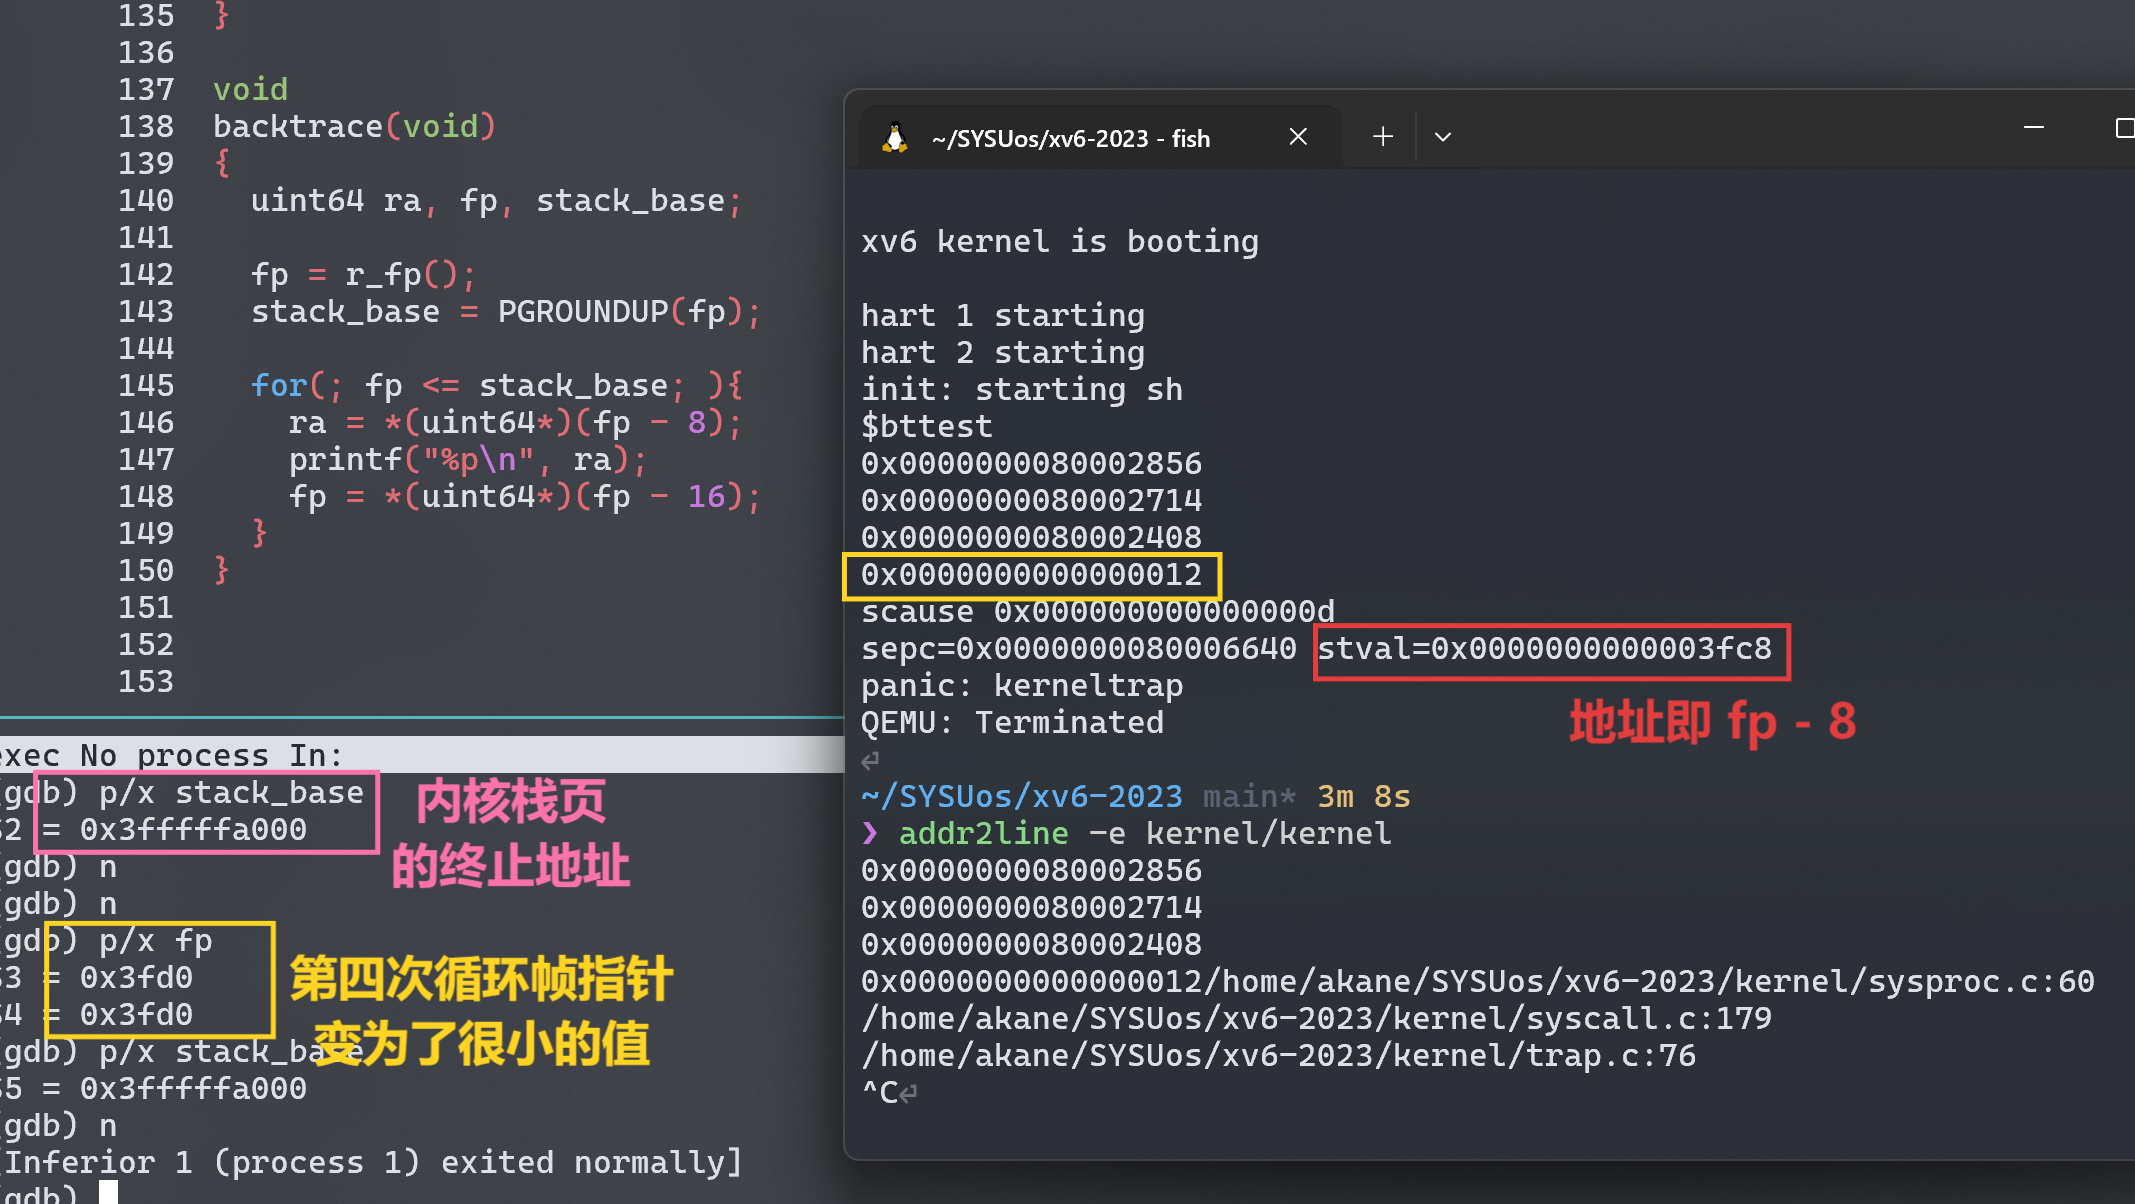 135 }
136
137 void
138 backtrace(void)
139 {
140 uint64 ra, fp, stack_base;
141
142 fp = r_fp();
143 stack_base = PGROUNDUP(fp);
144
145 for(; fp <= stack_base; ){
146 ra = *(uint64*)(fp - 8);
147 printf("%p\n", ra);
148 fp = *(uint64*)(fp - 16);
149 }
150 }
151
152
153
exec No process In:
(gdb) p/x stack_base
$2 = 0x3fffffa000
(gdb) n
(gdb) n
(gdb) p/x fp
$3 = 0x3fd0
$4 = 0x3fd0
(gdb) p/x stack_base
$5 = 0x3fffffa000
(gdb) n
[Inferior 1 (process 1) exited normally]
(gdb)
内核栈页
的终止地址
第四次循环帧指针
变为了很小的值
~/SYSUos/xv6-2023 - fish
xv6 kernel is booting
hart 1 starting
hart 2 starting
init: starting sh
$bttest
0x0000000080002856
0x0000000080002714
0x0000000080002408
0x0000000000000012
scause 0x000000000000000d
sepc=0x0000000080006640 stval=0x0000000000003fc8
panic: kerneltrap
QEMU: Terminated
⏎
地址即 fp - 8
~/SYSUos/xv6-2023 main* 3m 8s
❯ addr2line -e kernel/kernel
0x0000000080002856
0x0000000080002714
0x0000000080002408
0x0000000000000012/home/akane/SYSUos/xv6-2023/kernel/sysproc.c:60
/home/akane/SYSUos/xv6-2023/kernel/syscall.c:179
/home/akane/SYSUos/xv6-2023/kernel/trap.c:76
^C⏎